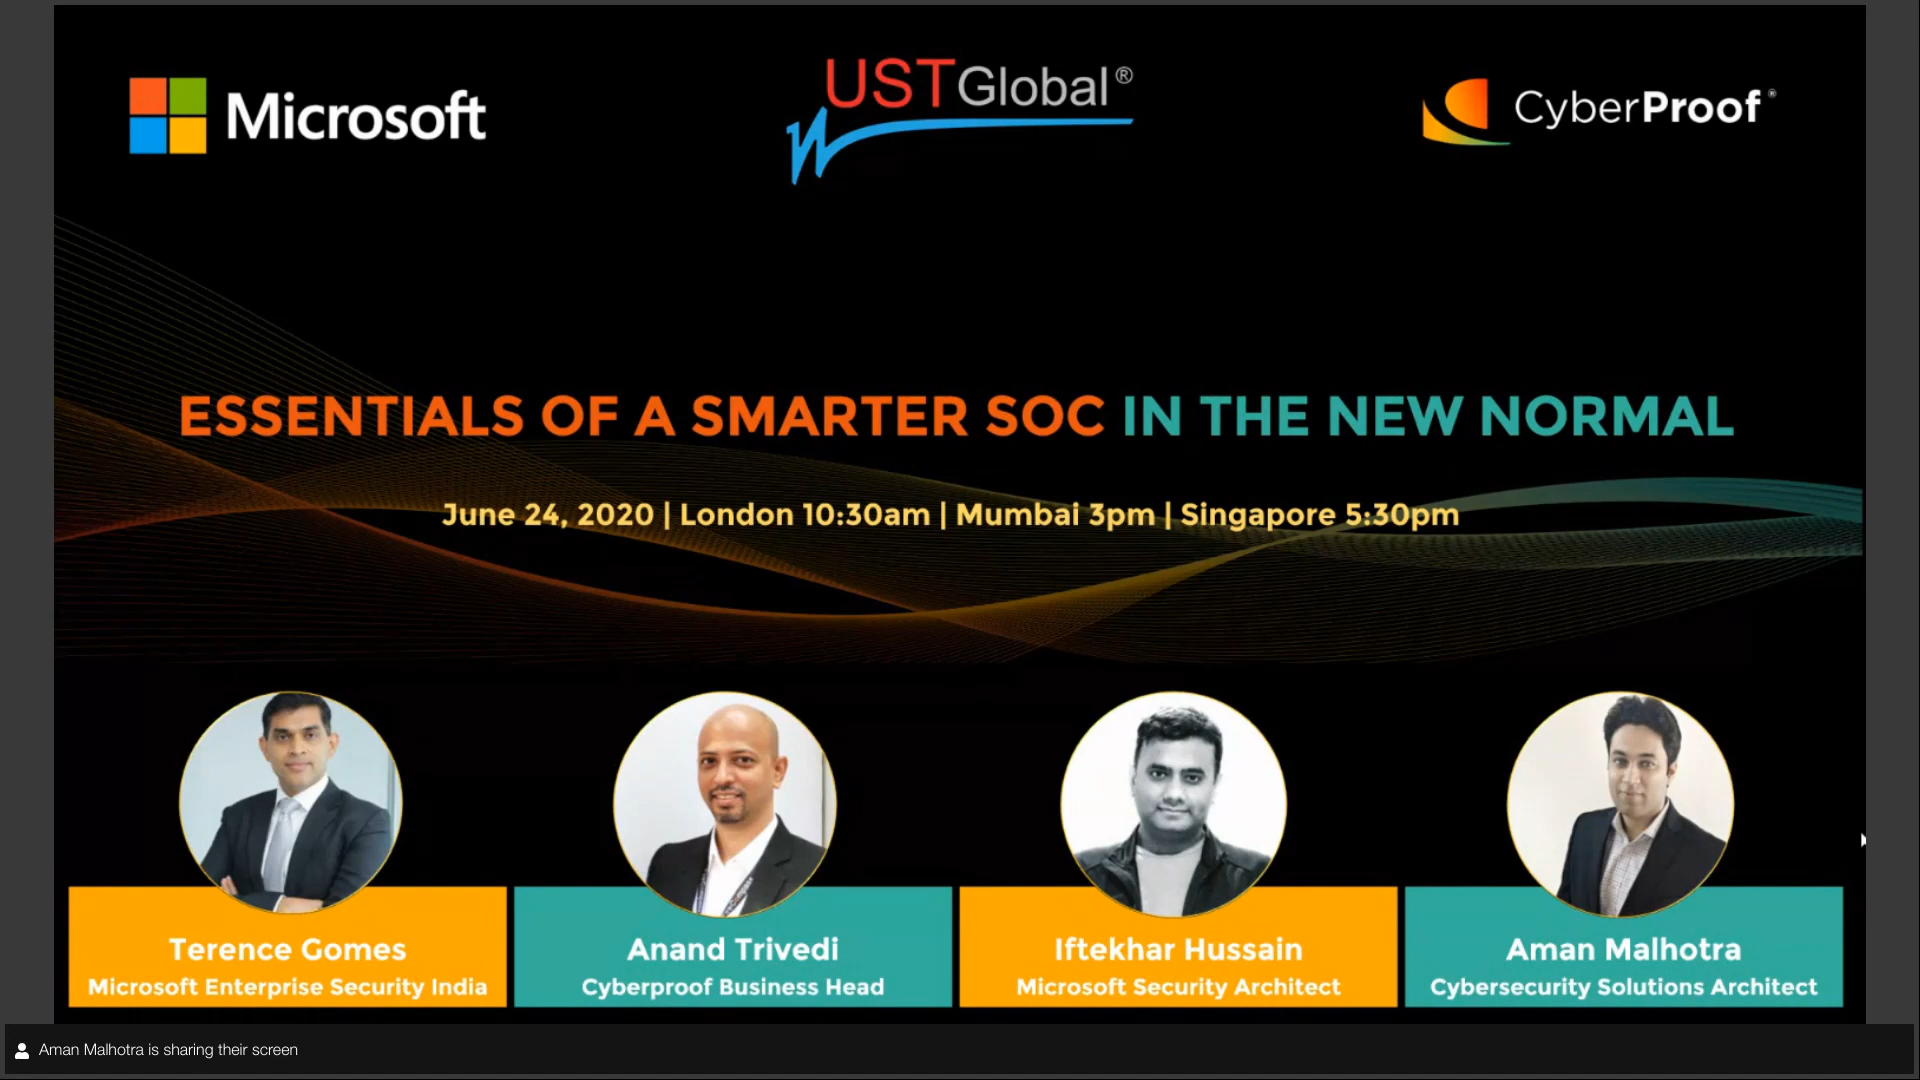 Microsoft
USTGlobal®
CyberProof®
ESSENTIALS OF A SMARTER SOC IN THE NEW NORMAL
June 24, 2020 | London 10:30am | Mumbai 3pm | Singapore 5:30pm
Terence Gomes
Microsoft Enterprise Security India
Anand Trivedi
Cyberproof Business Head
Iftekhar Hussain
Microsoft Security Architect
Aman Malhotra
Cybersecurity Solutions Architect
Aman Malhotra is sharing their screen